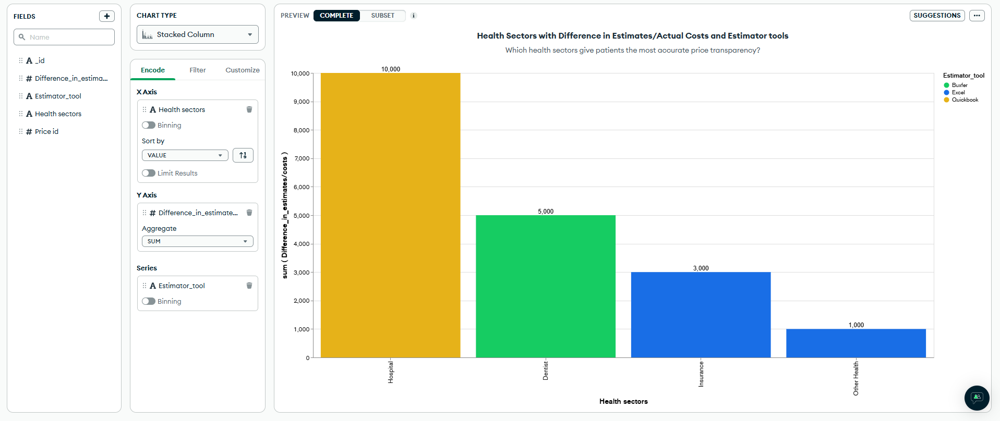 FIELDS
+
Name
A _id
# Difference_in_estima...
A Estimator_tool
A Health sectors
# Price id
CHART TYPE
Stacked Column
Encode Filter Customize
X Axis
A Health sectors
Binning
Sort by
VALUE
Limit Results
Y Axis
# Difference_in_estimate...
Aggregate
SUM
Series
A Estimator_tool
Binning
PREVIEW COMPLETE SUBSET i
SUGGESTIONS ...
Health Sectors with Difference in Estimates/Actual Costs and Estimator tools
Which health sectors give patients the most accurate price transparency?
sum ( Difference_in_estimates/costs )
10,000
9,000
8,000
7,000
6,000
5,000
4,000
3,000
2,000
1,000
0
10,000
5,000
3,000
1,000
Hospital
Dentist
Insurance
Other Health
Health sectors
Estimator_tool
Buxfer
Excel
Quickbook